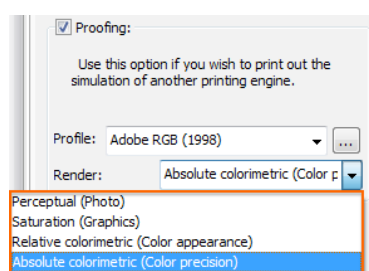 Proofing:
Use this option if you wish to print out the
simulation of another printing engine.
Profile: Adobe RGB (1998) ...
Render: Absolute colorimetric (Color p
Perceptual (Photo)
Saturation (Graphics)
Relative colorimetric (Color appearance)
Absolute colorimetric (Color precision)